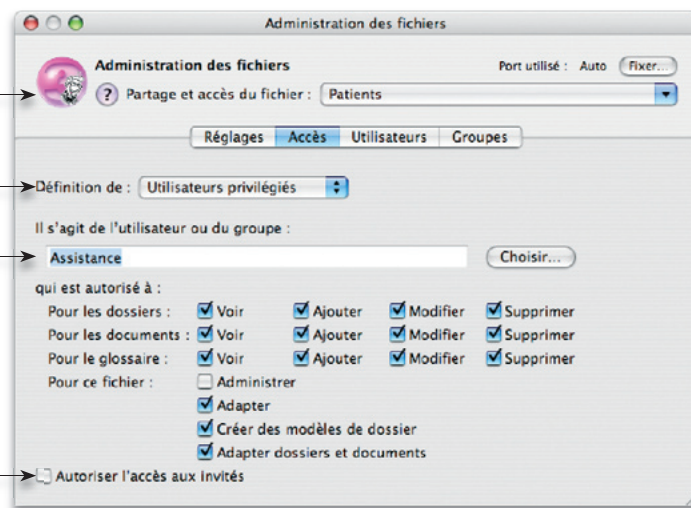 Administration des fichiers
Administration des fichiers Port utilisé : Auto Fixer...
? Partage et accès du fichier : Patients
Réglages Accès Utilisateurs Groupes
Définition de : Utilisateurs privilégiés
Il s'agit de l'utilisateur ou du groupe :
Assistance Choisir...
qui est autorisé à :
Pour les dossiers : Voir Ajouter Modifier Supprimer
Pour les documents : Voir Ajouter Modifier Supprimer
Pour le glossaire : Voir Ajouter Modifier Supprimer
Pour ce fichier : Administrer
Adapter
Créer des modèles de dossier
Adapter dossiers et documents
Autoriser l'accès aux invités